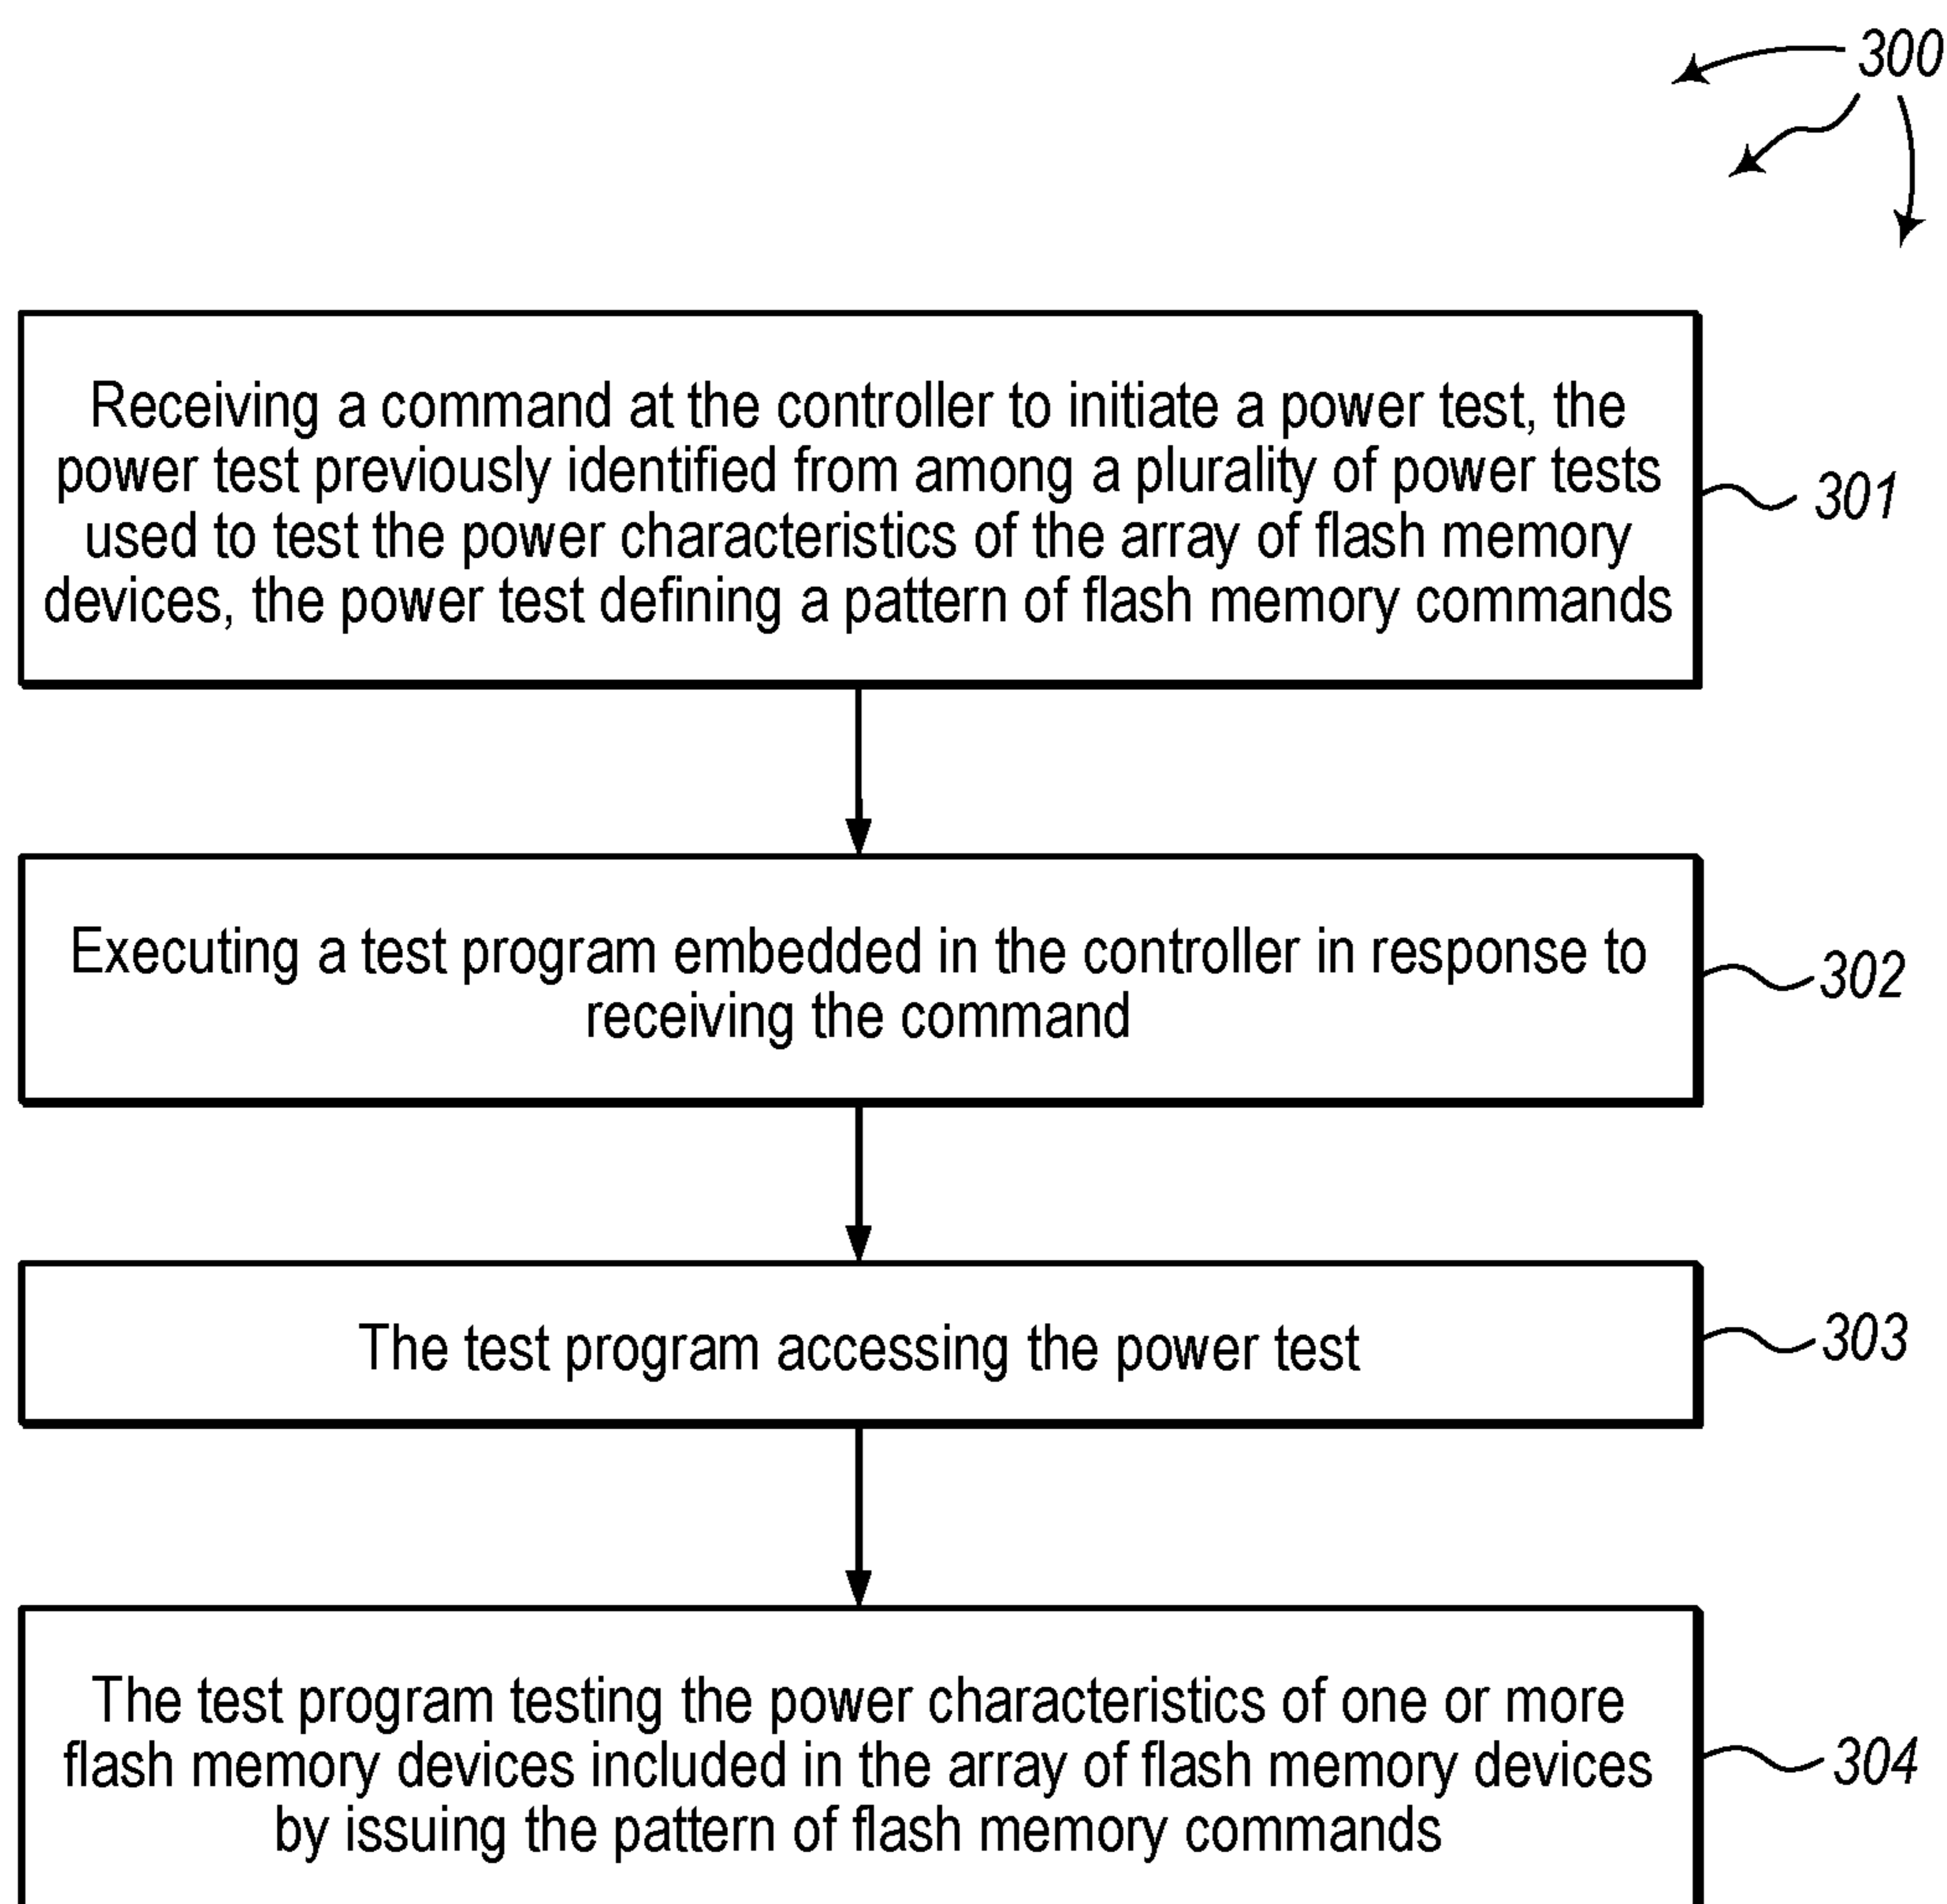 300
Receiving a command at the controller to initiate a power test, the
power test previously identified from among a plurality of power tests
used to test the power characteristics of the array of flash memory
devices, the power test defining a pattern of flash memory commands
301
Executing a test program embedded in the controller in response to
receiving the command
302
The test program accessing the power test
303
The test program testing the power characteristics of one or more
flash memory devices included in the array of flash memory devices
by issuing the pattern of flash memory commands
304